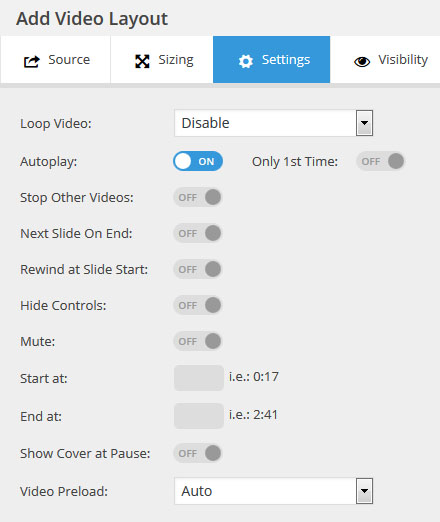 Add Video Layout
Source Sizing Settings Visibility
Loop Video: Disable
Autoplay: ON Only 1st Time: OFF
Stop Other Videos: OFF
Next Slide On End: OFF
Rewind at Slide Start: OFF
Hide Controls: OFF
Mute: OFF
Start at: i.e.: 0:17
End at: i.e.: 2:41
Show Cover at Pause: OFF
Video Preload: Auto